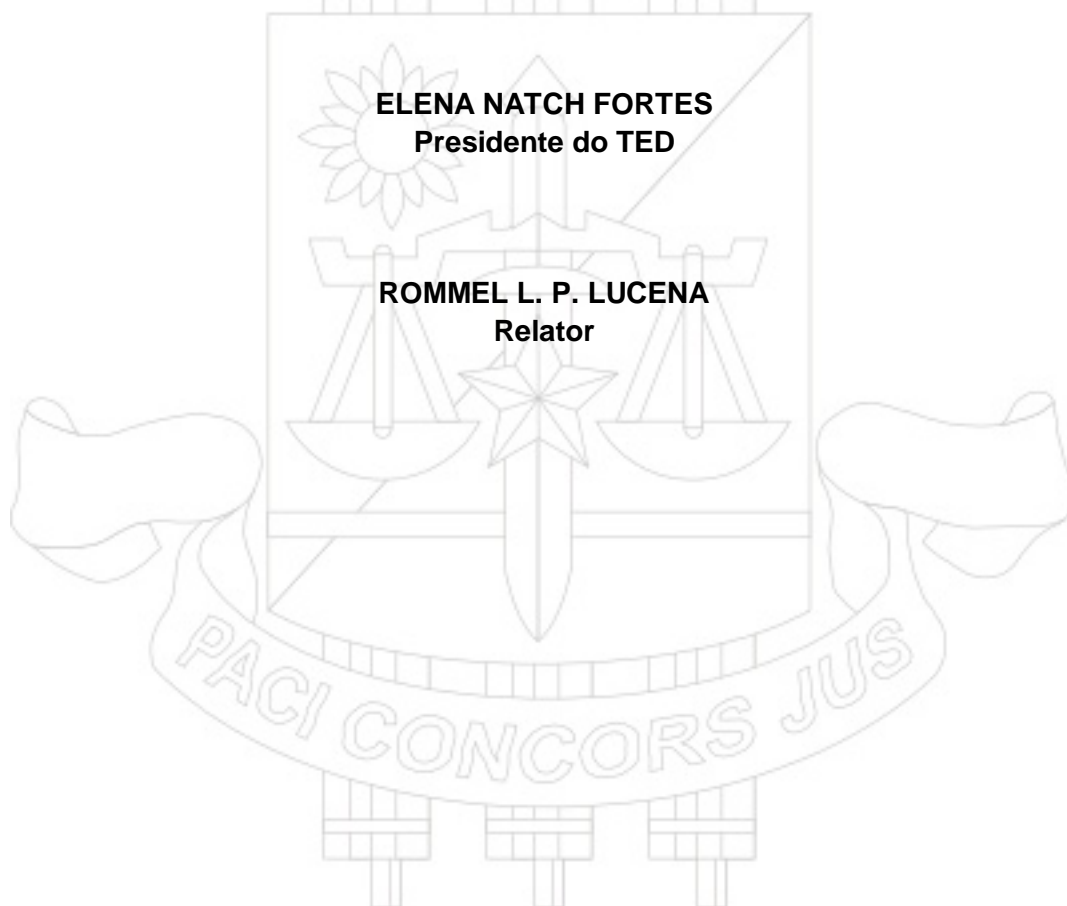 ELENA NATCH FORTES
Presidente do TED
ROMMEL L. P. LUCENA
Relator
PACI CONCORS JUS